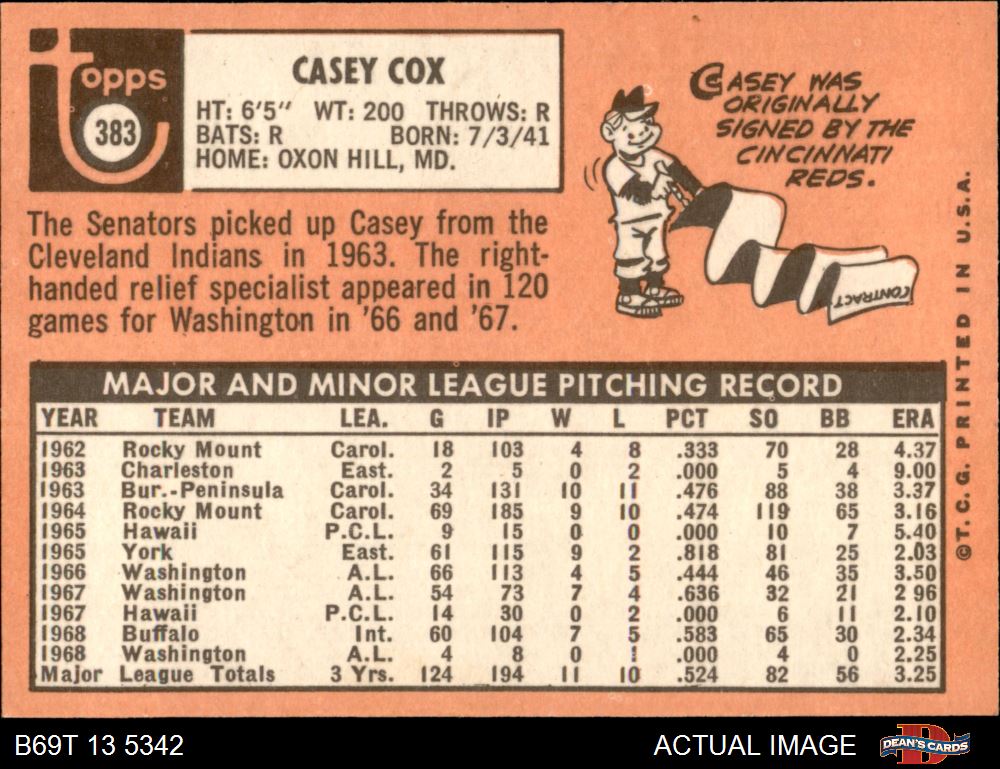 topps
383
CASEY COX
HT: 6'5" WT: 200 THROWS: R
BATS: R BORN: 7/3/41
HOME: OXON HILL, MD.
CASEY WAS
ORIGINALLY
SIGNED BY THE
CINCINNATI
REDS.
CONTRACT
The Senators picked up Casey from the
Cleveland Indians in 1963. The right-
handed relief specialist appeared in 120
games for Washington in '66 and '67.
MAJOR AND MINOR LEAGUE PITCHING RECORD
YEAR TEAM LEA. G IP W L PCT SO BB ERA
1962 Rocky Mount Carol. 18 103 4 8 .333 70 28 4.37
1963 Charleston East. 2 5 0 2 .000 5 4 9.00
1963 Bur.-Peninsula Carol. 34 131 10 11 .476 88 38 3.37
1964 Rocky Mount Carol. 69 185 9 10 .474 119 65 3.16
1965 Hawaii P.C.L. 9 15 0 0 .000 10 7 5.40
1965 York East. 61 115 9 2 .818 81 25 2.03
1966 Washington A.L. 66 113 4 5 .444 46 35 3.50
1967 Washington A.L. 54 73 7 4 .636 32 21 2 96
1967 Hawaii P.C.L. 14 30 0 2 .000 6 11 2.10
1968 Buffalo Int. 60 104 7 5 .583 65 30 2.34
1968 Washington A.L. 4 8 0 1 .000 4 0 2.25
Major League Totals 3 Yrs. 124 194 11 10 .524 82 56 3.25
©T.C.G. PRINTED IN U.S.A.
B69T 13 5342 ACTUAL IMAGE
DEAN'S CARDS